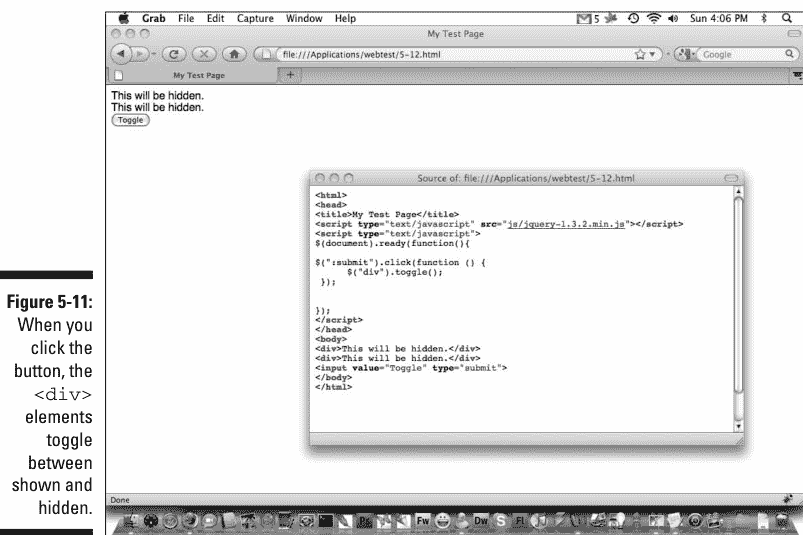 Grab File Edit Capture Window Help 5 Sun 4:06 PM
My Test Page
file:///Applications/webtest/5-12.html Google
My Test Page +
This will be hidden.
This will be hidden.
Toggle
Source of: file:///Applications/webtest/5-12.html
<html>
<head>
<title>My Test Page</title>
<script type="text/javascript" src="js/jquery-1.3.2.min.js"></script>
<script type="text/javascript">
$(document).ready(function(){
$(":submit").click(function () {
$("div").toggle();
});
});
</script>
</head>
<body>
<div>This will be hidden.</div>
<div>This will be hidden.</div>
<input value="Toggle" type="submit">
</body>
</html>
Figure 5-11:
When you
click the
button, the
<div>
elements
toggle
between
shown and
hidden.
Done
Fw Dw S Fl